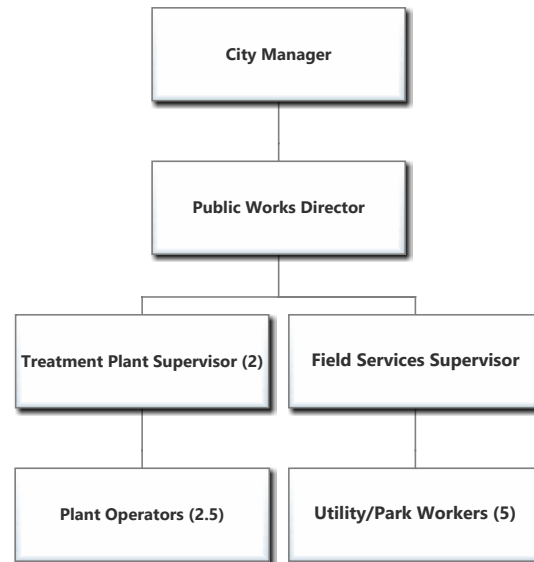 City Manager
Public Works Director
Treatment Plant Supervisor (2)
Field Services Supervisor
Plant Operators (2.5)
Utility/Park Workers (5)